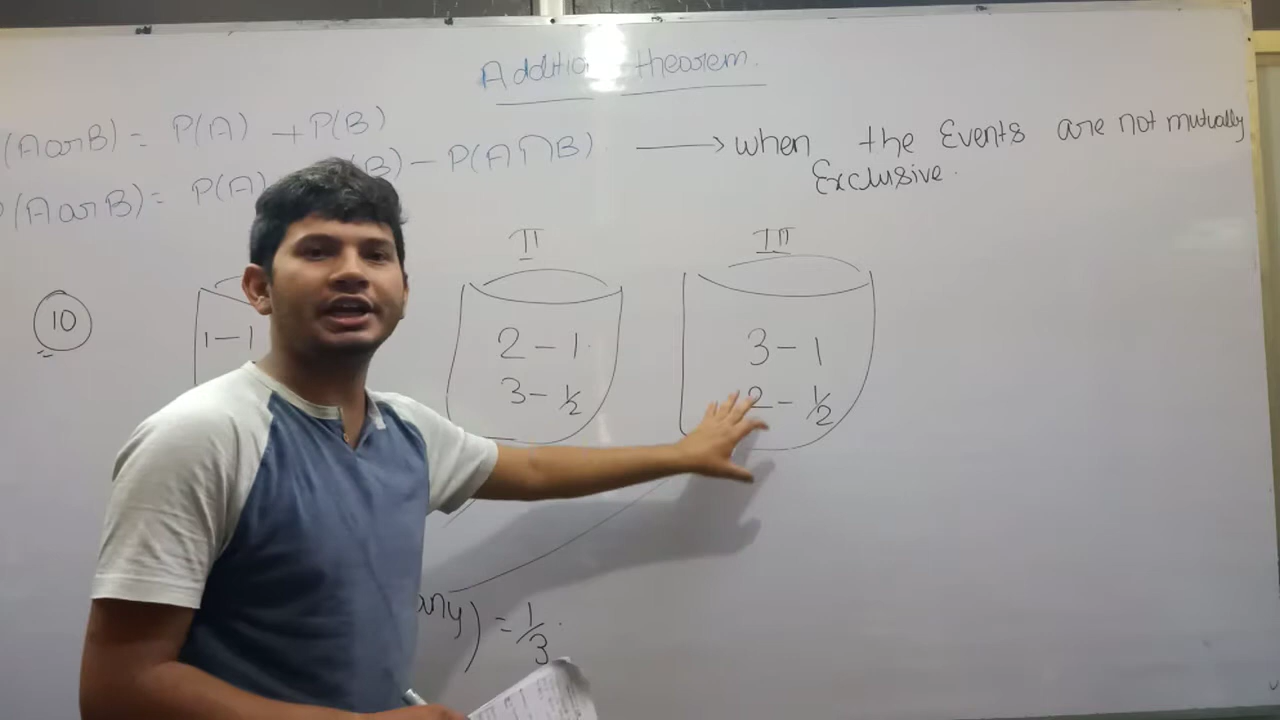 Addition theorem.
(A or B) = P(A) + P(B)
P(A or B) = P(A) (B) - P(A∩B) → when the Events are not mutually
Exclusive.
II III
10
1-1 2-1 3-1
3-½ 2-½
any) = 1/3.